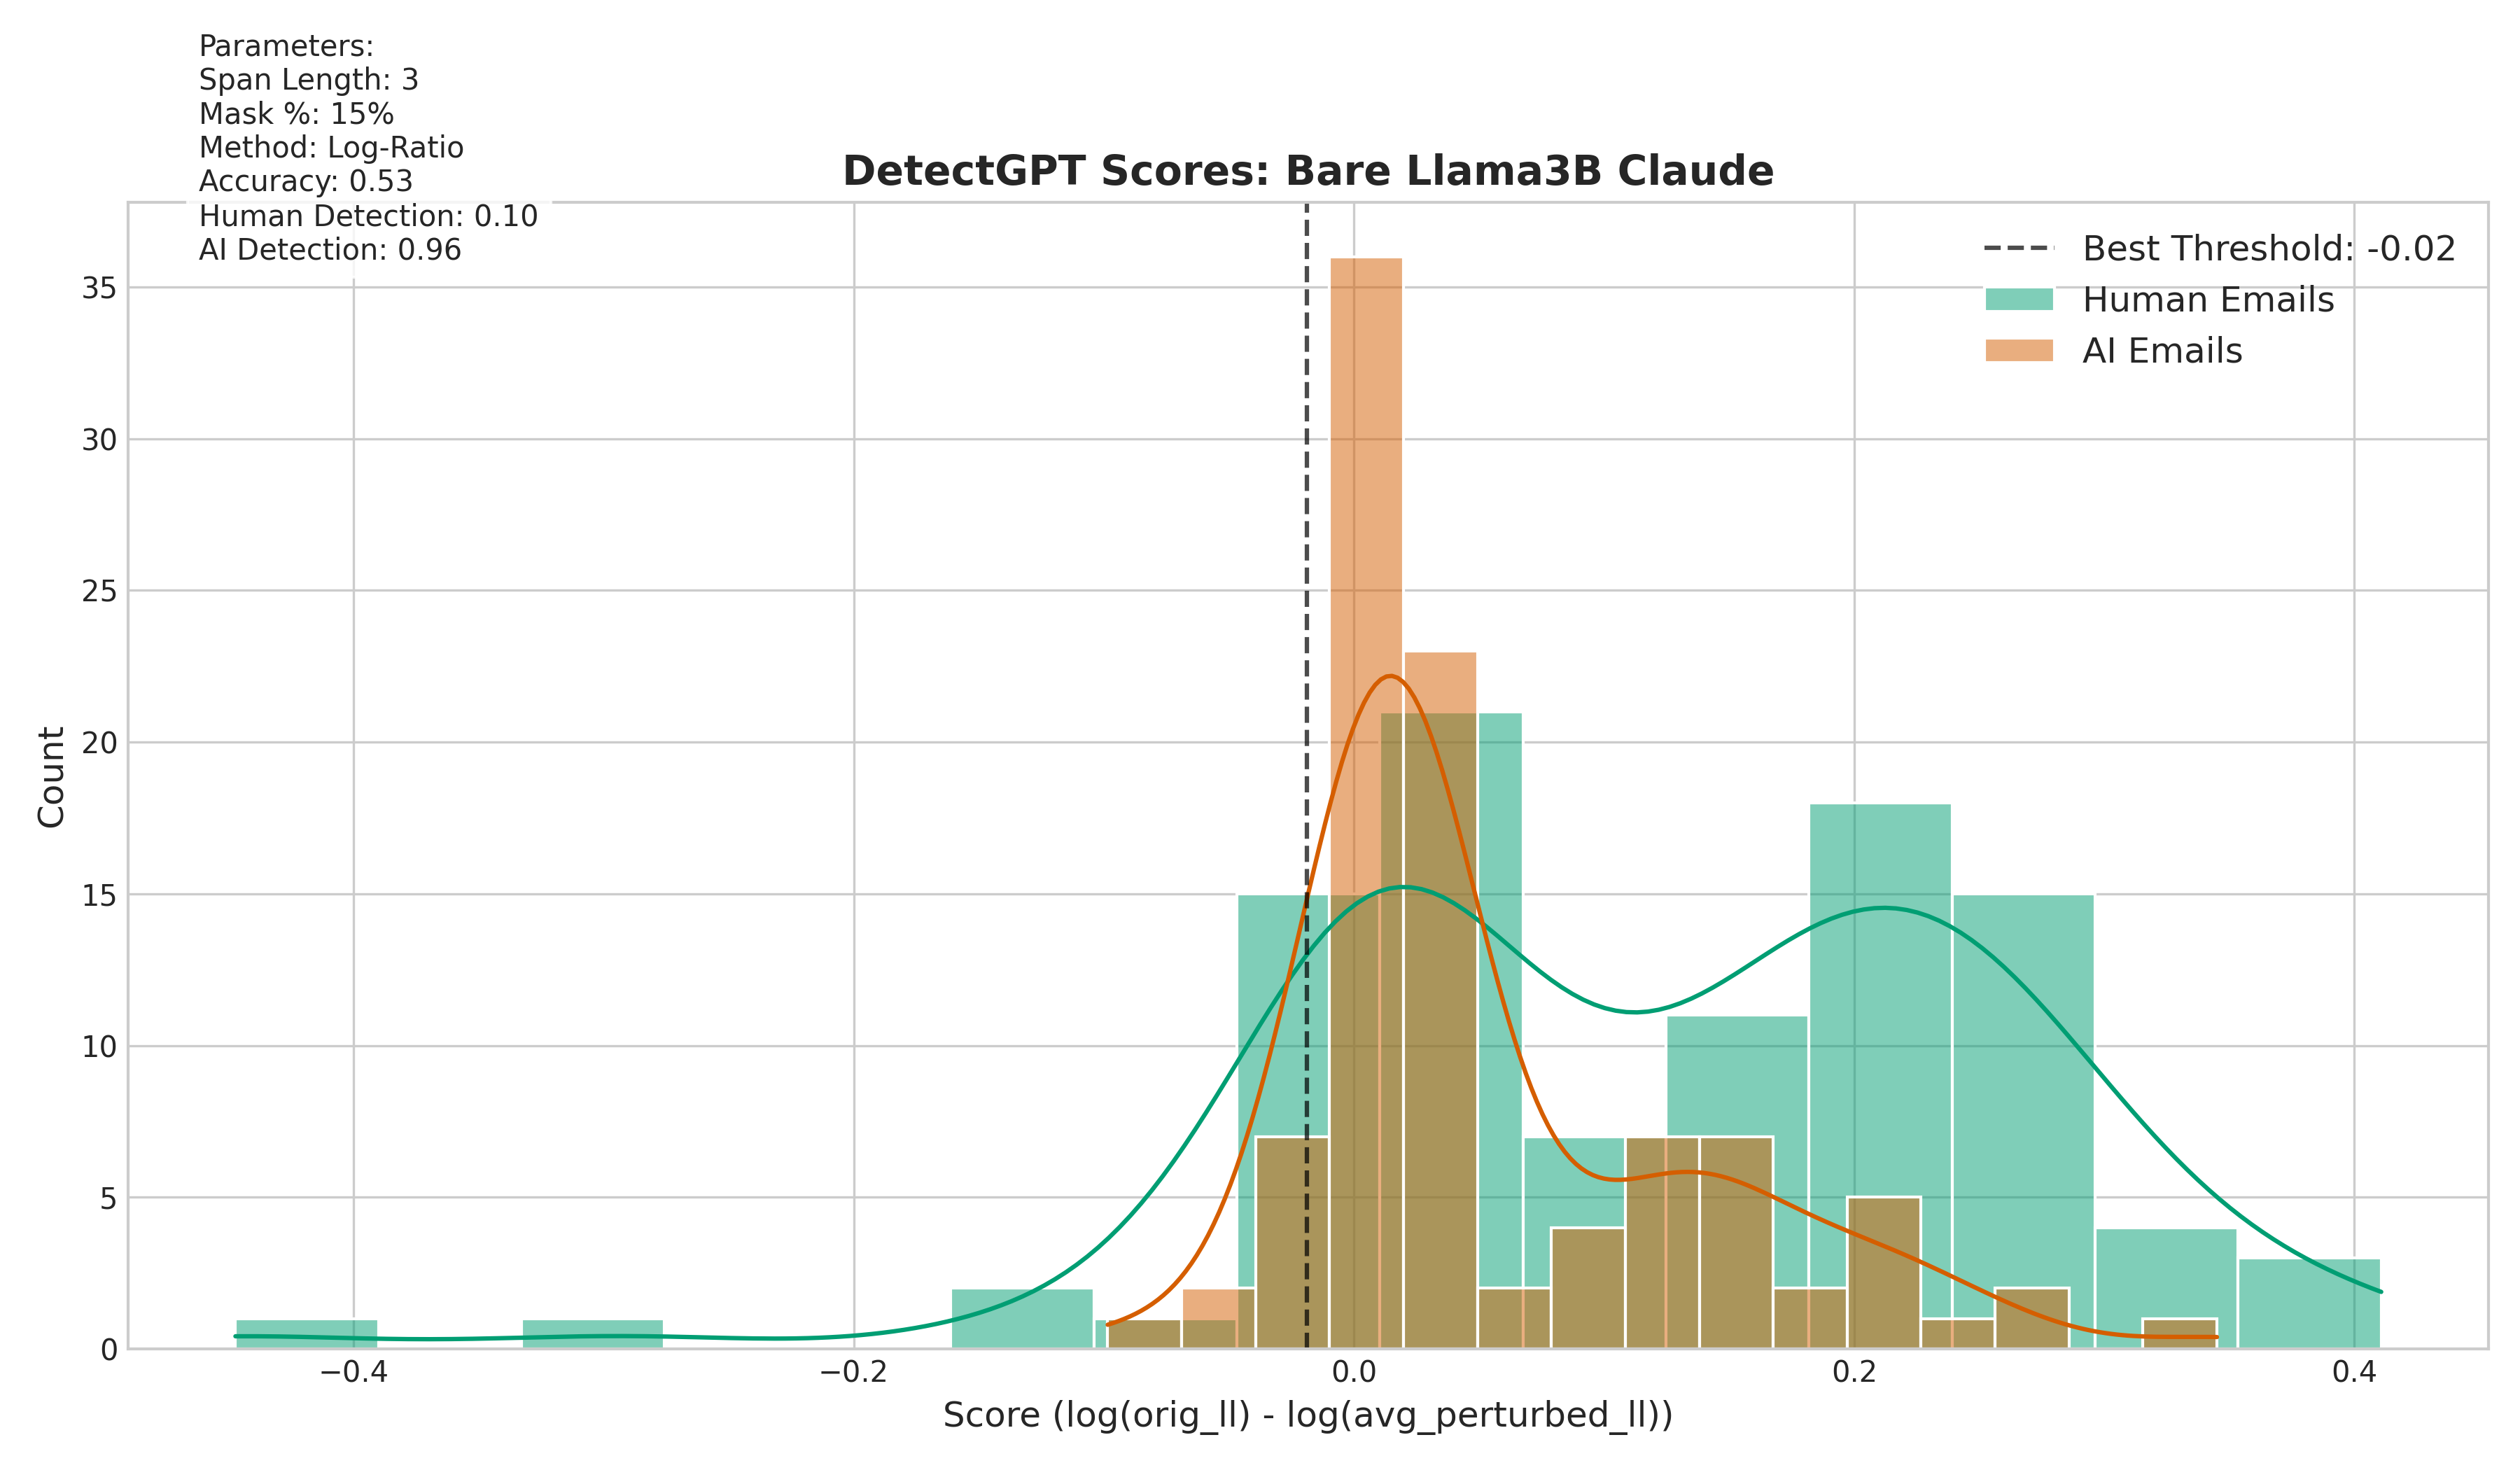 Parameters:
Span Length: 3
Mask %: 15%
Method: Log-Ratio
Accuracy: 0.53
Human Detection: 0.10
AI Detection: 0.96
DetectGPT Scores: Bare Llama3B Claude
Best Threshold: -0.02
Human Emails
AI Emails
Count
35
30
25
20
15
10
5
0
−0.4 −0.2 0.0 0.2 0.4
Score (log(orig_ll) - log(avg_perturbed_ll))